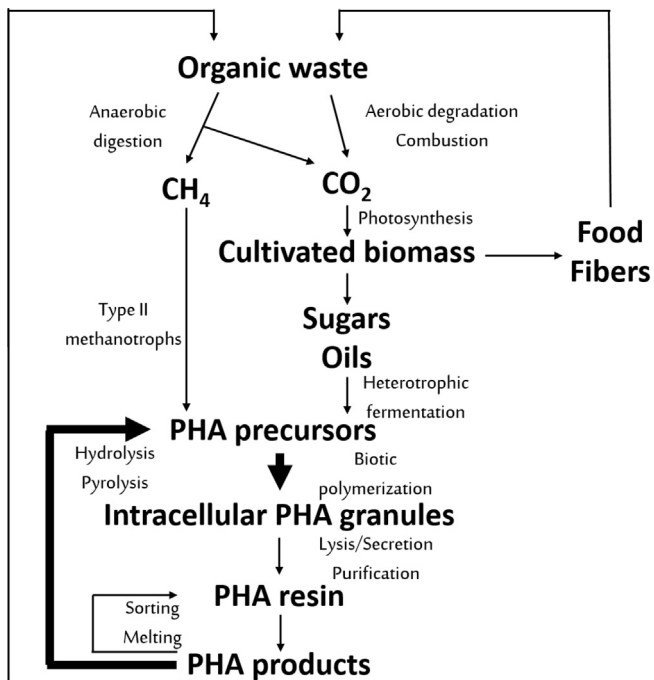 Organic waste
Anaerobic
digestion
Aerobic degradation
Combustion
CH₄
CO₂
Photosynthesis
Cultivated biomass
Food
Fibers
Sugars
Oils
Type II
methanotrophs
Heterotrophic
fermentation
PHA precursors
Hydrolysis
Pyrolysis
Biotic
polymerization
Intracellular PHA granules
Lysis/Secretion
Purification
PHA resin
Sorting
Melting
PHA products